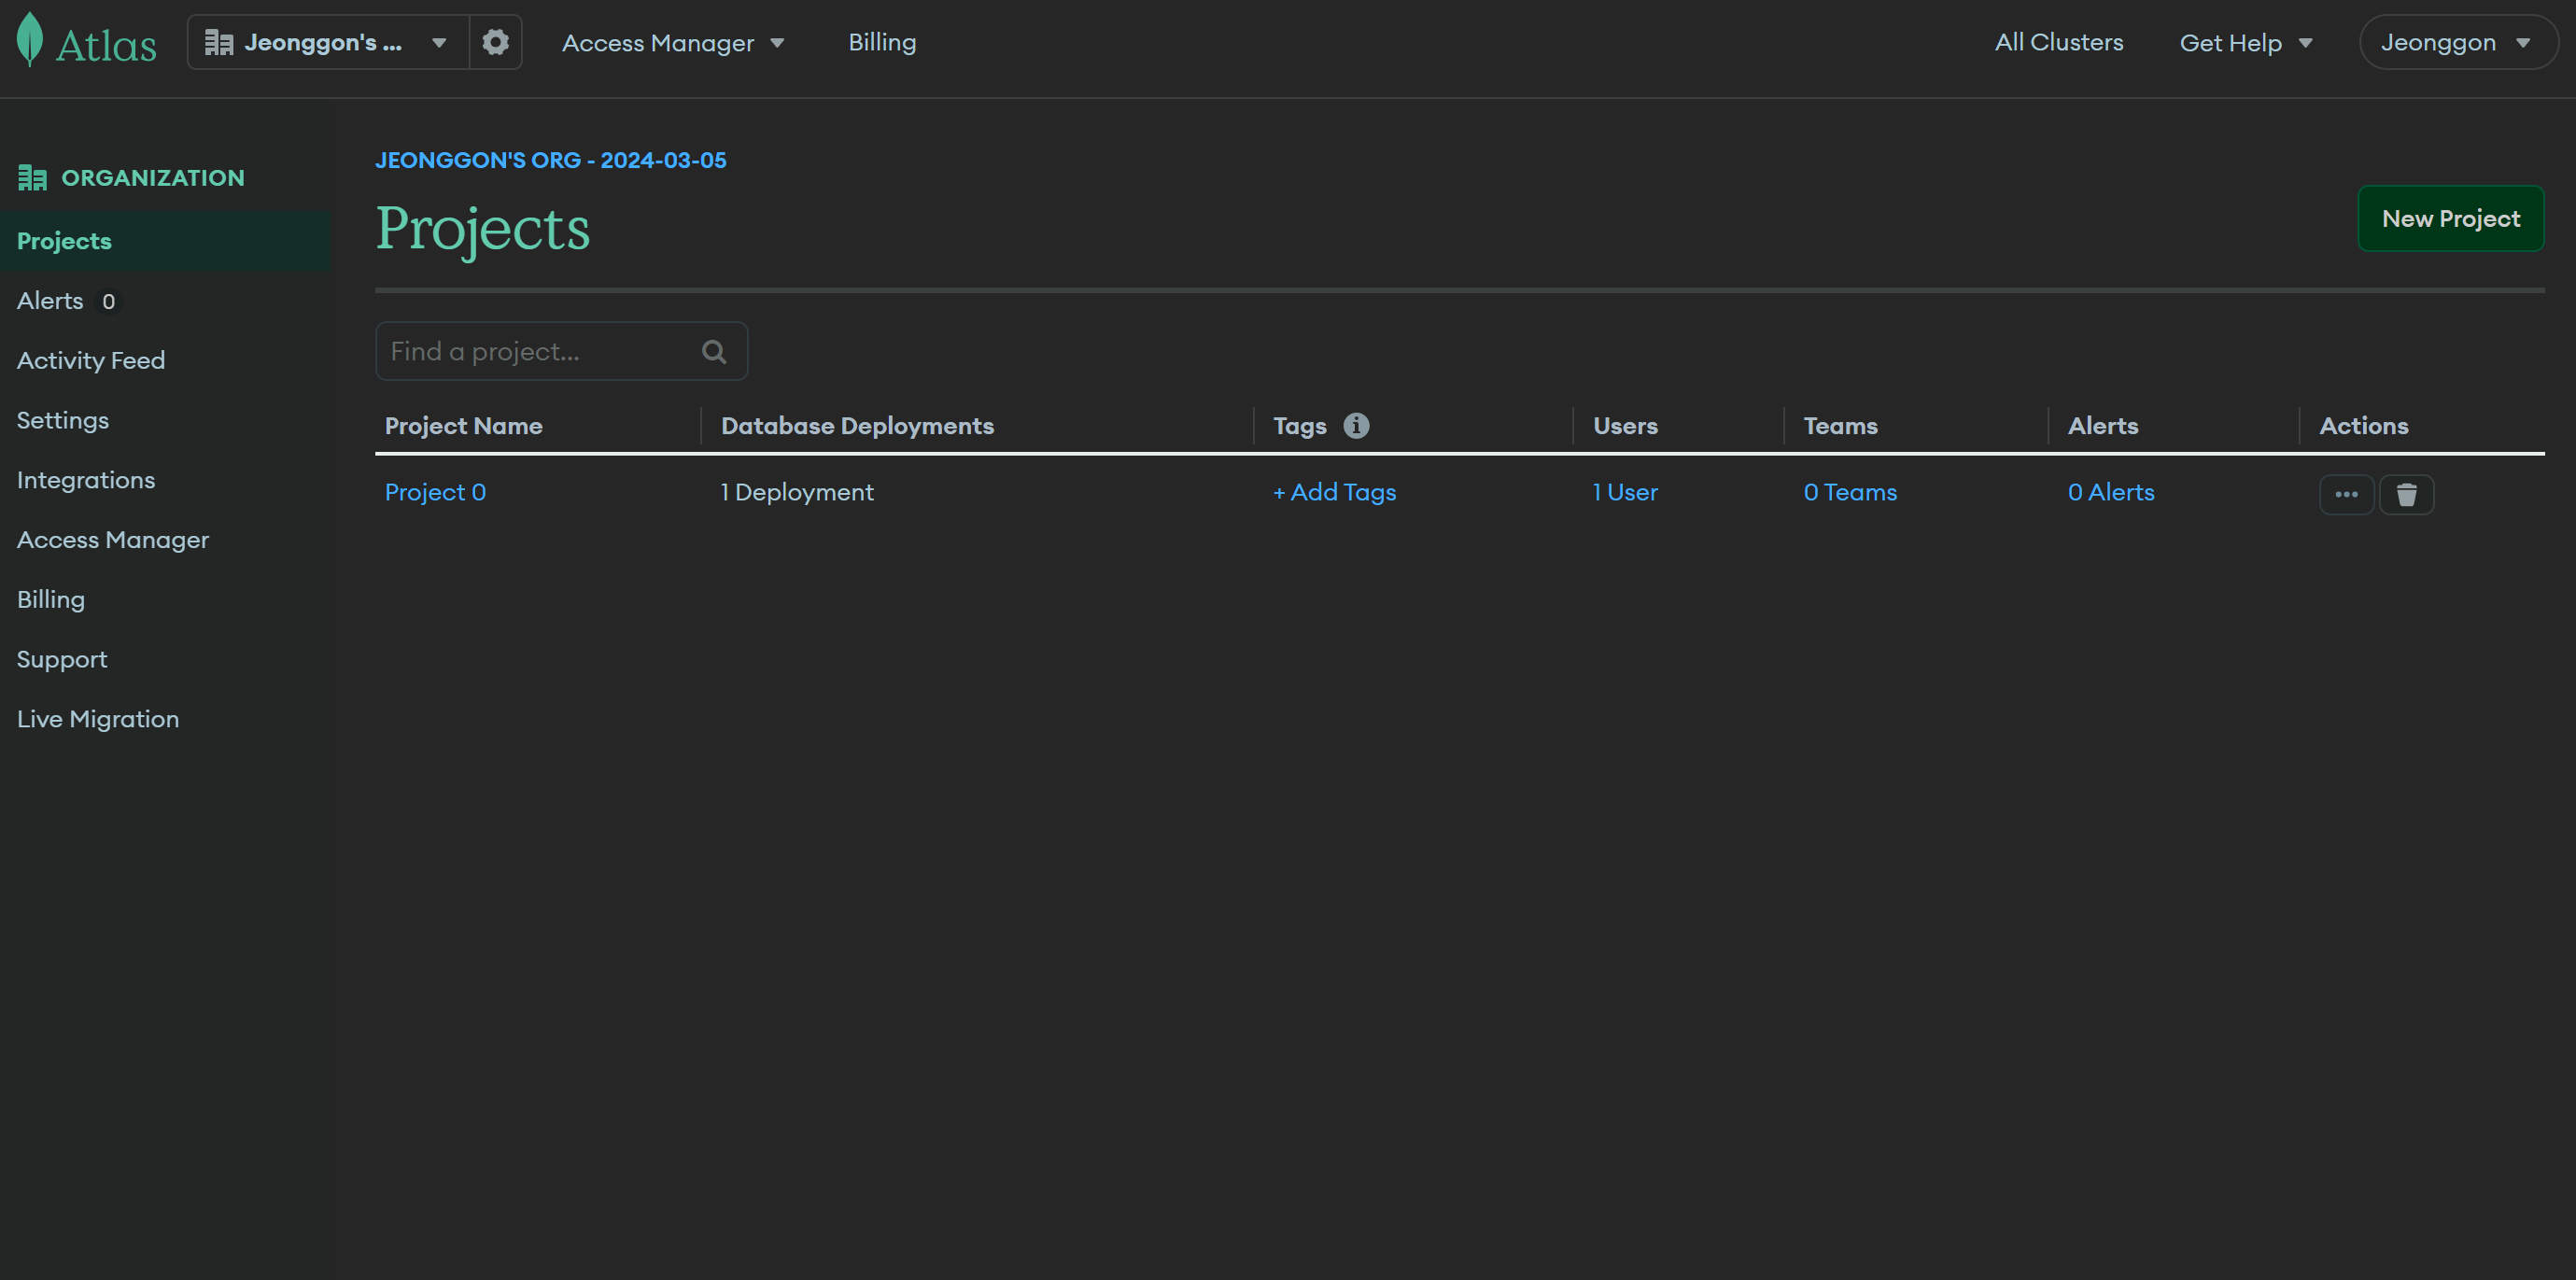 Atlas
Jeonggon's ...
Access Manager
Billing
All Clusters
Get Help
Jeonggon
ORGANIZATION
Projects
Alerts 0
Activity Feed
Settings
Integrations
Access Manager
Billing
Support
Live Migration
JEONGGON'S ORG - 2024-03-05
Projects
New Project
Find a project...
Project Name Database Deployments Tags Users Teams Alerts Actions
Project 0 1 Deployment + Add Tags 1 User 0 Teams 0 Alerts